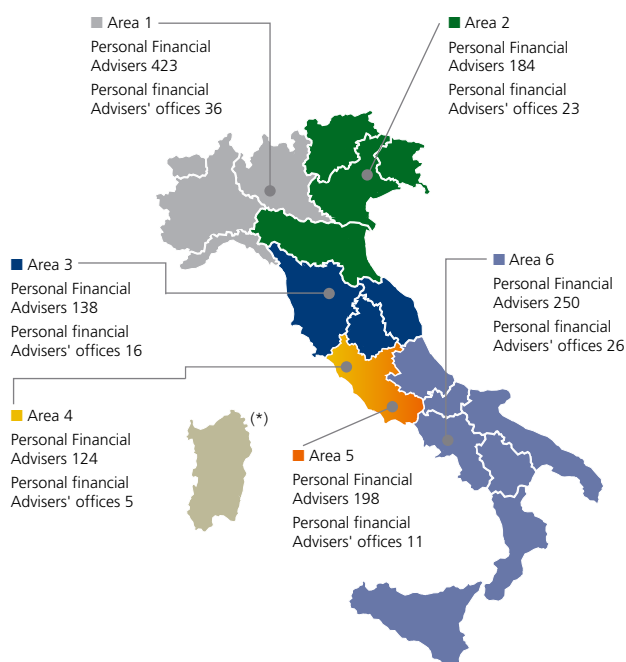 Area 1
Personal Financial
Advisers 423
Personal financial
Advisers' offices 36
Area 2
Personal Financial
Advisers 184
Personal financial
Advisers' offices 23
Area 3
Personal Financial
Advisers 138
Personal financial
Advisers' offices 16
Area 6
Personal Financial
Advisers 250
Personal financial
Advisers' offices 26
Area 4
Personal Financial
Advisers 124
Personal financial
Advisers' offices 5
(*)
Area 5
Personal Financial
Advisers 198
Personal financial
Advisers' offices 11